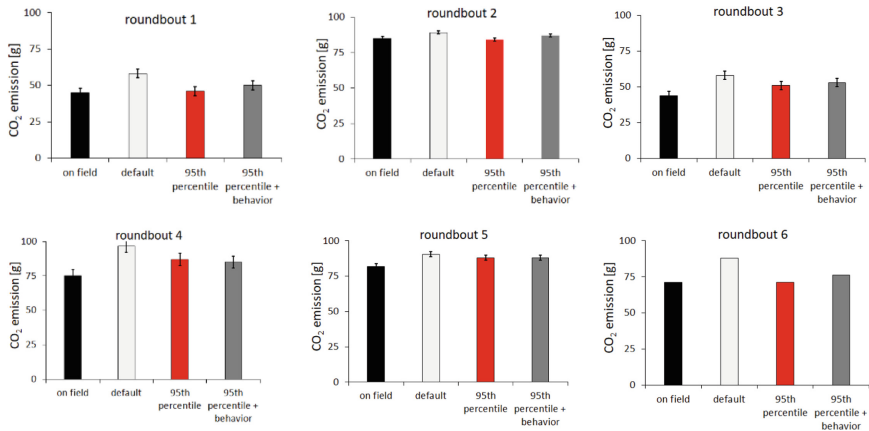 roundbout 1
CO2 emission [g]
100
75
50
25
0
on field
default
95th
percentile
95th
percentile +
behavior
roundbout 2
CO2 emission [g]
100
75
50
25
0
on field
default
95th
percentile
95th
percentile +
behavior
roundbout 3
CO2 emission [g]
100
75
50
25
0
on field
default
95th
percentile
95th
percentile +
behavior
roundbout 4
CO2 emission [g]
100
75
50
25
0
on field
default
95th
percentile
95th
percentile +
behavior
roundbout 5
CO2 emission [g]
100
75
50
25
0
on field
default
95th
percentile
95th
percentile +
behavior
roundbout 6
CO2 emission [g]
100
75
50
25
0
on field
default
95th
percentile
95th
percentile +
behavior